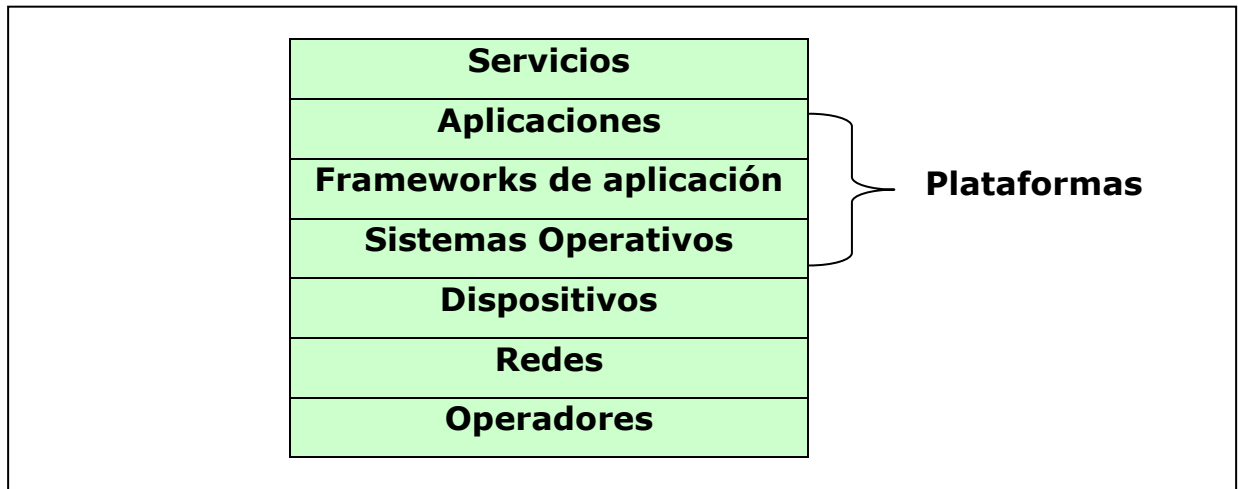 Servicios
Aplicaciones
Frameworks de aplicación
Plataformas
Sistemas Operativos
Dispositivos
Redes
Operadores